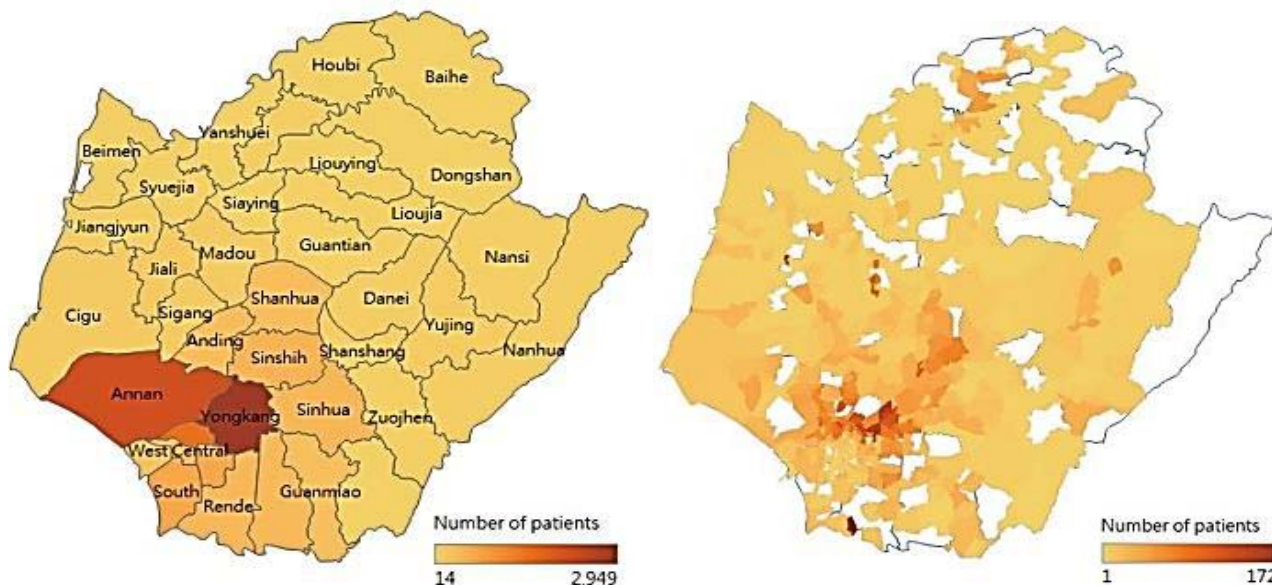 Houbi
Baihe
Yanshuei
Beimen
Liouying
Dongshan
Syuejia
Siaying
Lioujia
Jiangjyun
Madou
Guantian
Nansi
Jiali
Shanhua
Danei
Cigu
Sigang
Yujing
Anding
Sinshih
Shanshang
Nanhua
Annan
Yongkang
Sinhua
Zuojhen
West Central
South
Rende
Guanmiao
Number of patients
14 2.949
Number of patients
1 172